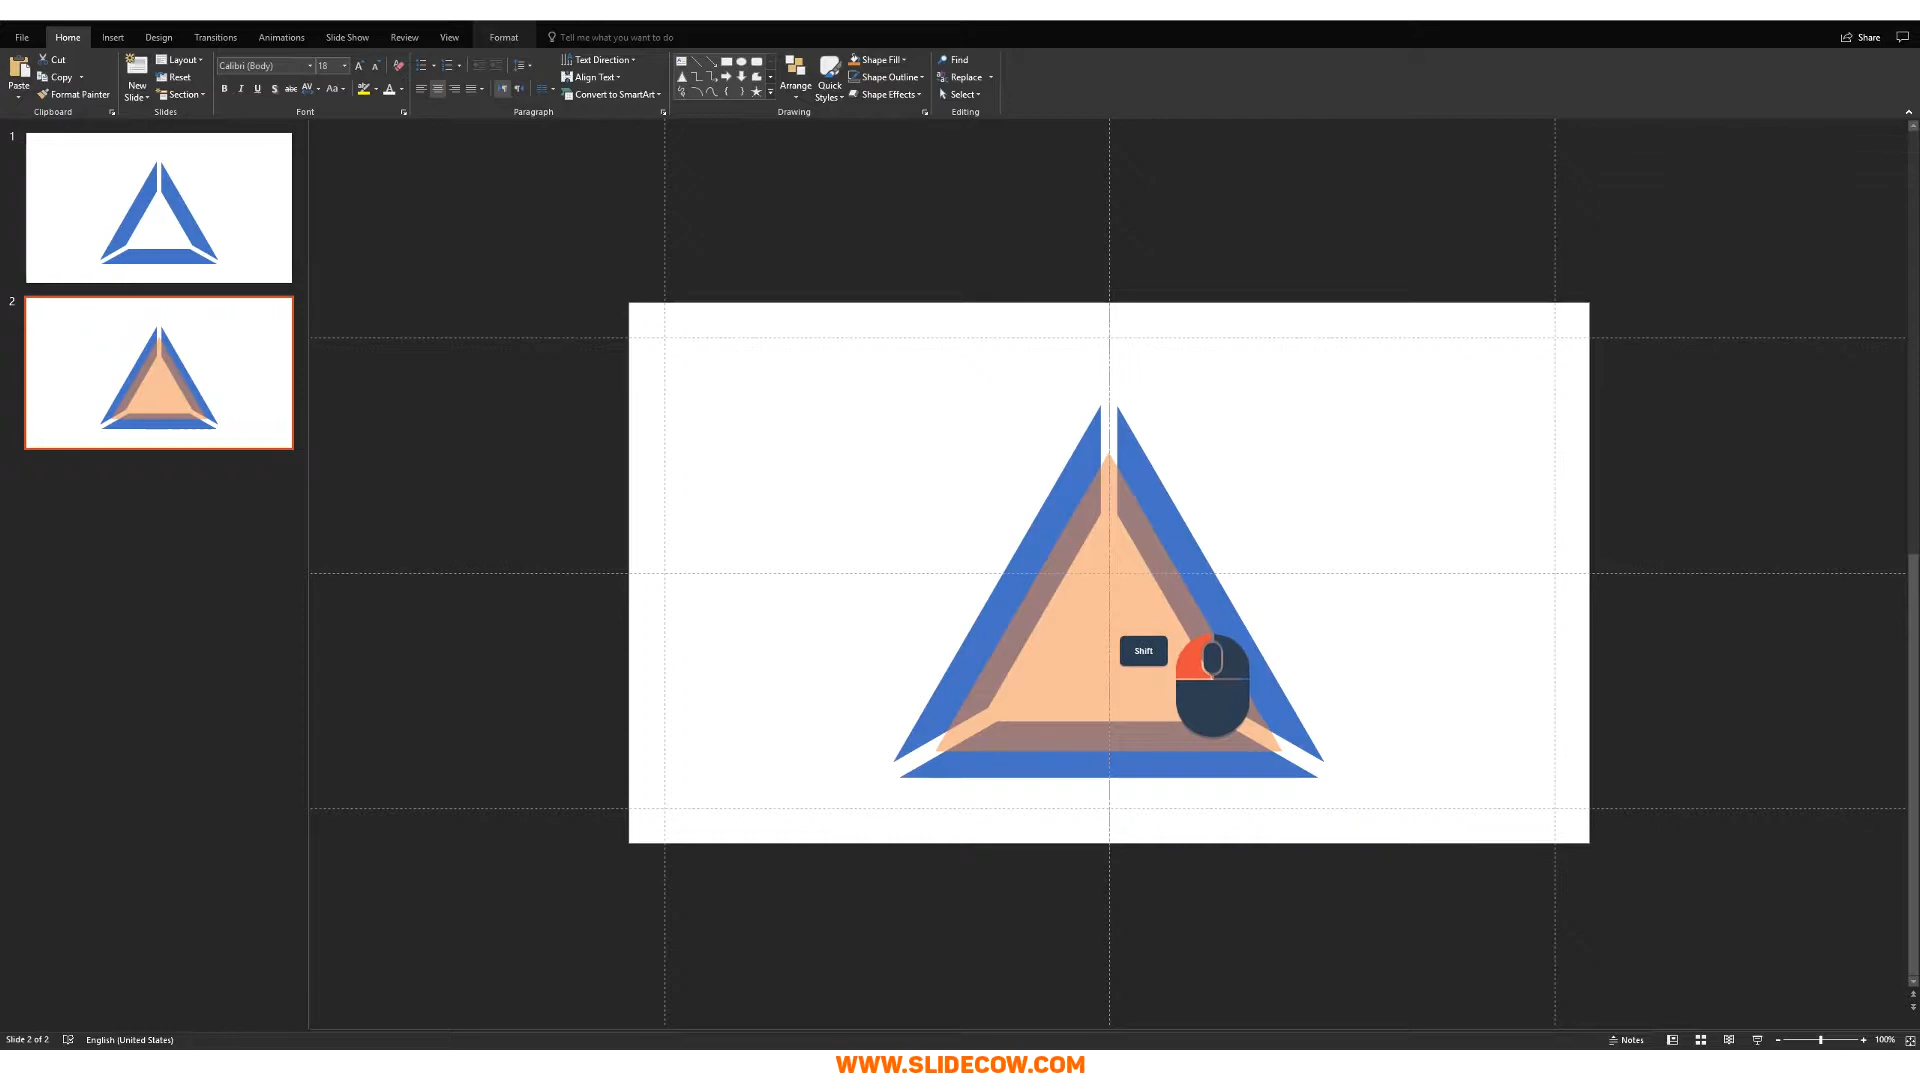 File Home Insert Design Transitions Animations Slide Show Review View Format Tell me what you want to do Share
Paste Cut Copy Format Painter Clipboard
New Slide Layout Reset Section Slides
Calibri (Body) 18 B I U S abc AV Aa A Font
Text Direction Align Text Convert to SmartArt Paragraph
Arrange Quick Styles Shape Fill Shape Outline Shape Effects Drawing
Find Replace Select Editing
1
2
Shift
Slide 2 of 2 English (United States) Notes 100%
WWW.SLIDECOW.COM